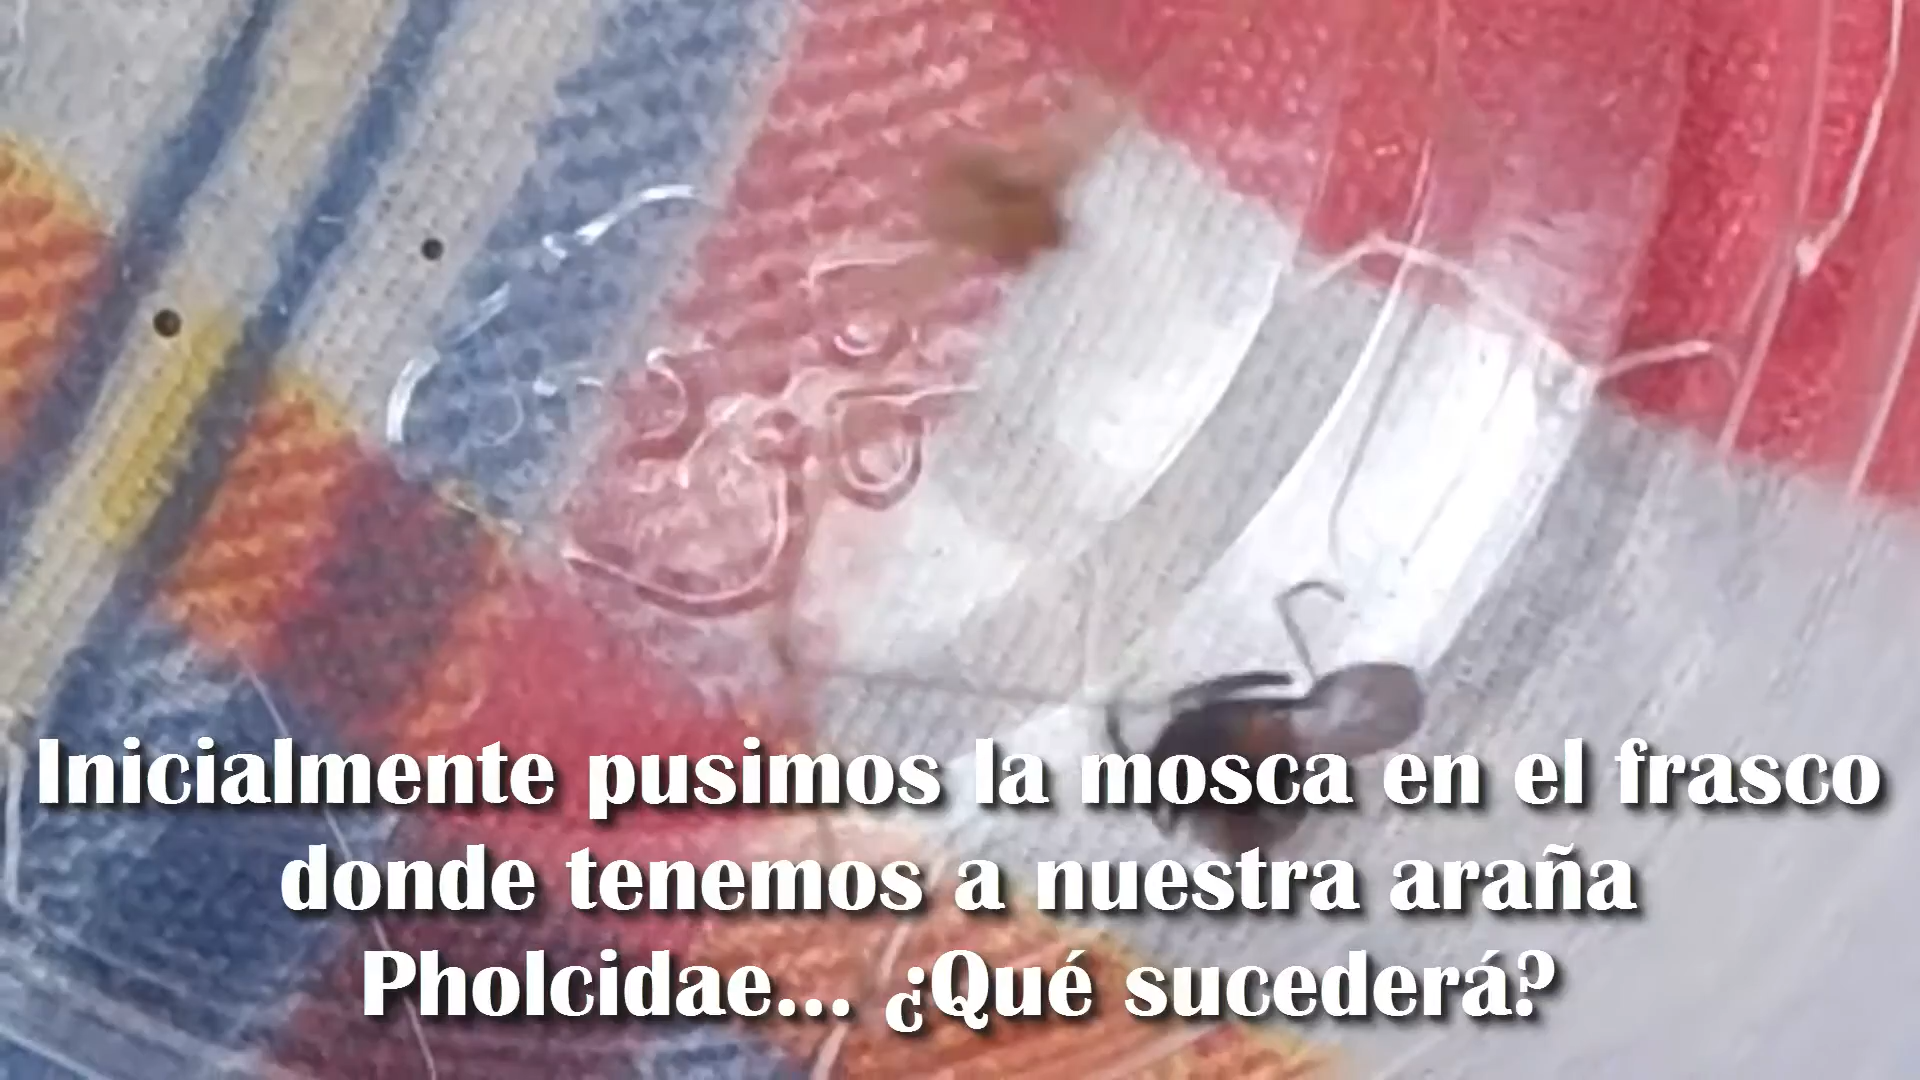 Inicialmente pusimos la mosca en el frasco
donde tenemos a nuestra araña
Pholcidae... ¿Qué sucederá?